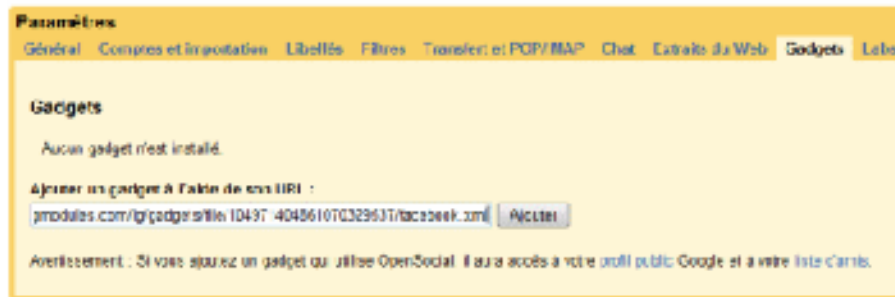 Paramètres
Général Comptes et importation Libellés Filtres Transfert et POP/IMAP Chat Extraits du Web Gadgets Labs
Gadgets
Aucun gadget n'est installé.
Ajouter un gadget à l'aide de son URL :
Ajouter
Avertissement : Si vous ajoutez un gadget qui utilise OpenSocial, il aura accès à votre profil public Google et à votre liste d'amis.